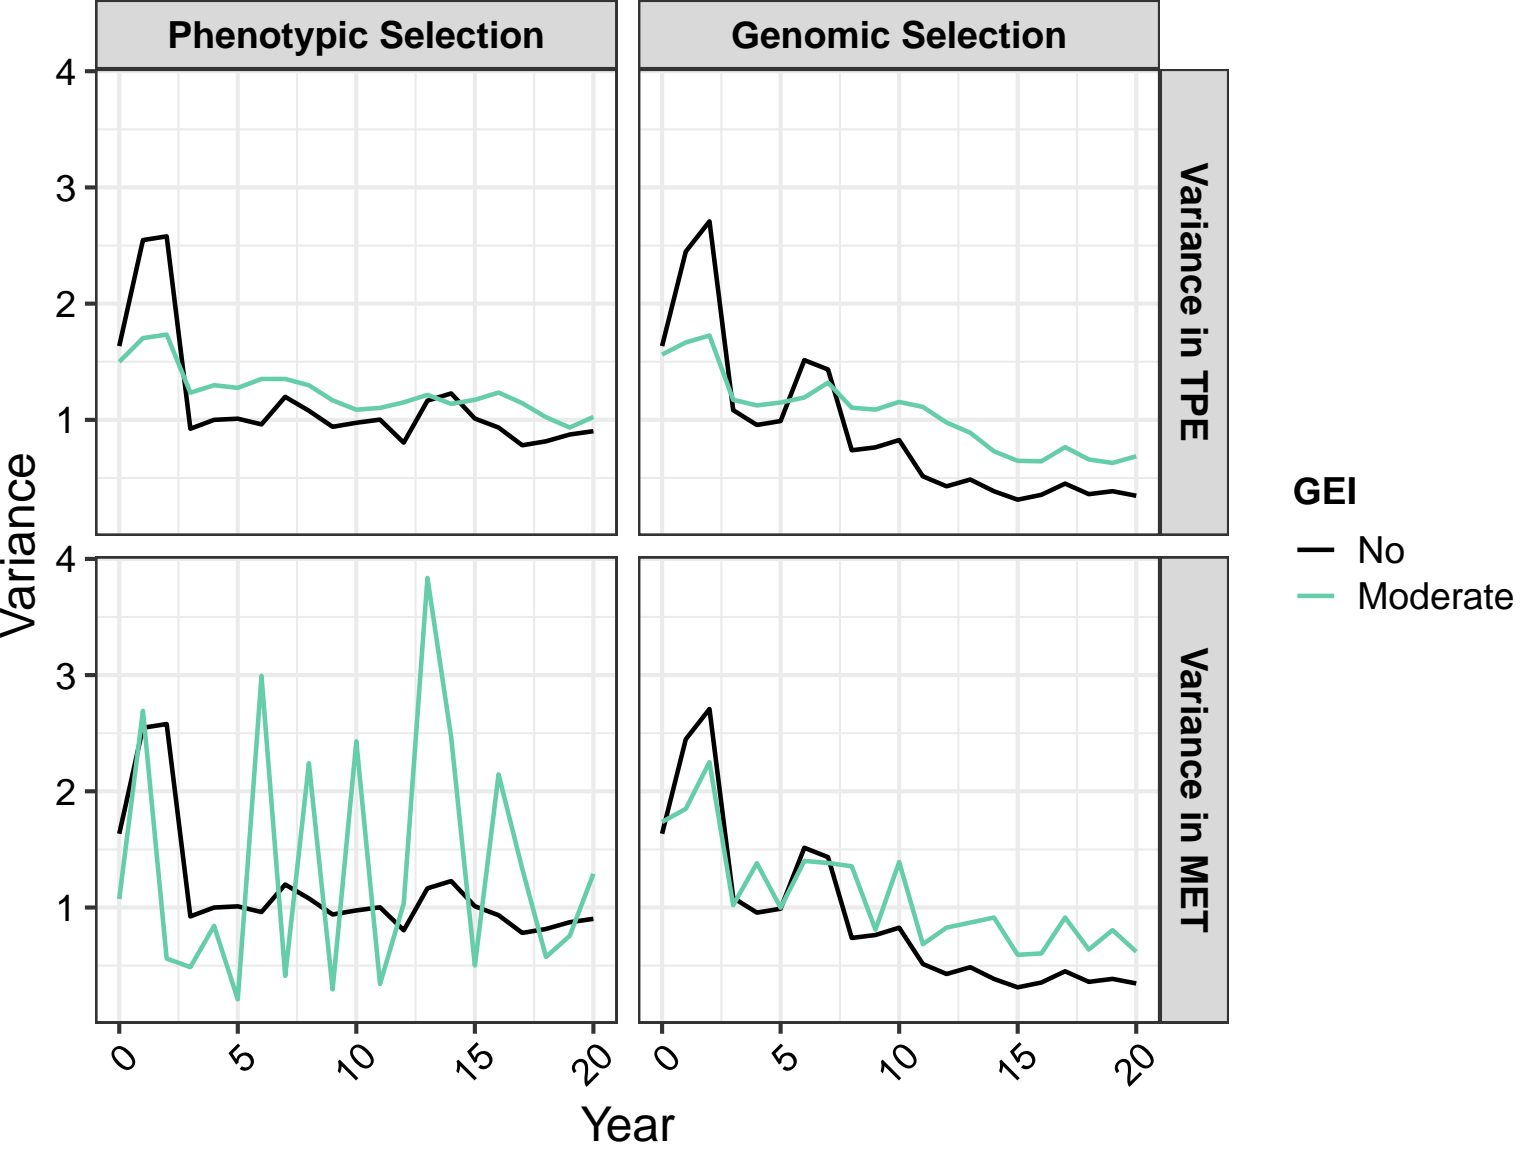 Phenotypic Selection
Genomic Selection
4
3
2
1
Variance in TPE
Variance
4
3
2
1
Variance in MET
0
5
10
15
20
0
5
10
15
20
Year
GEI
No
Moderate